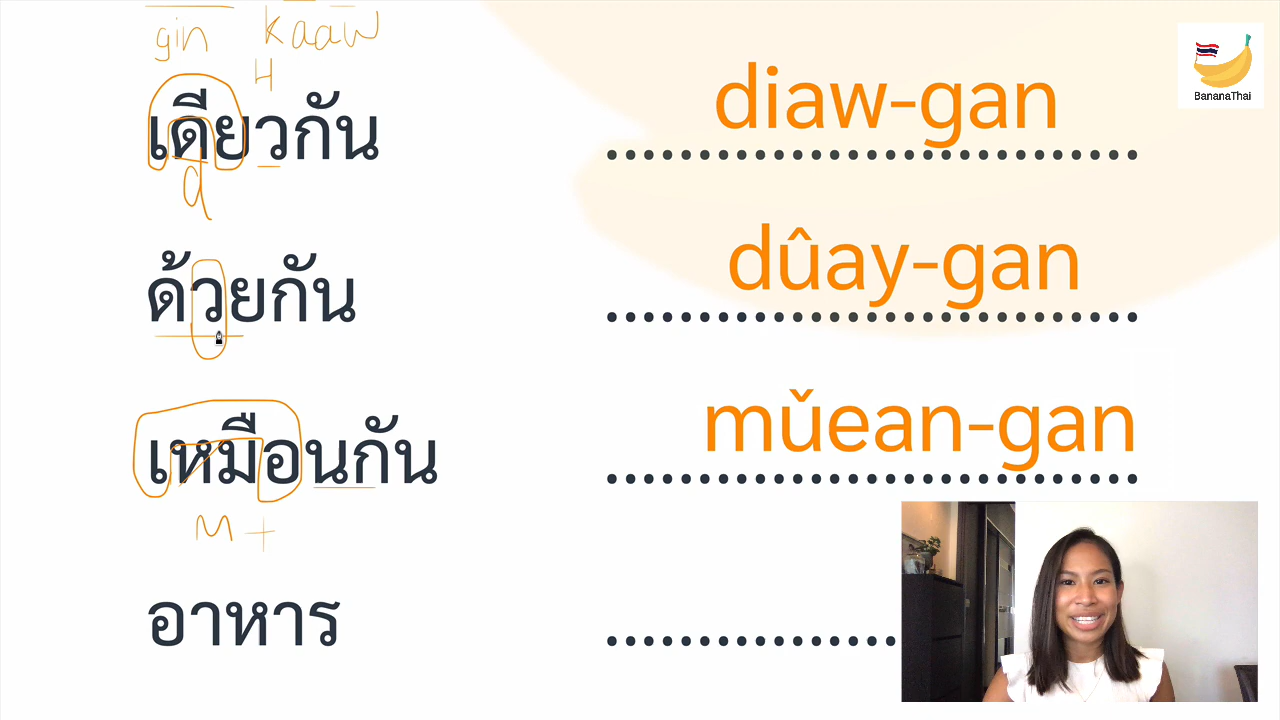 gin kaaw
H
เดียวกัน diaw-gan
d
ด้วยกัน dûay-gan
เหมือนกัน mǔean-gan
m +
อาหาร
BananaThai